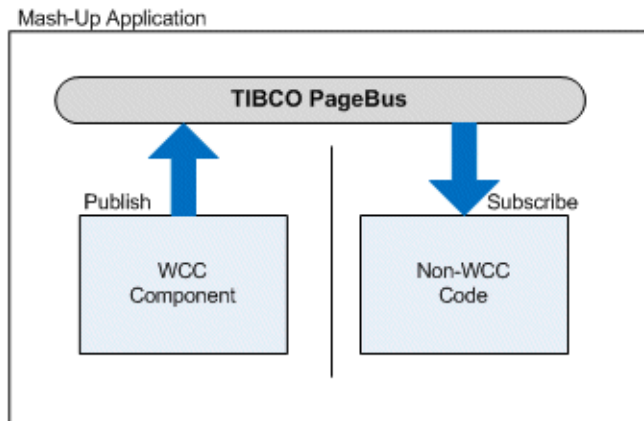 Mash-Up Application
TIBCO PageBus
Publish
Subscribe
WCC
Component
Non-WCC
Code